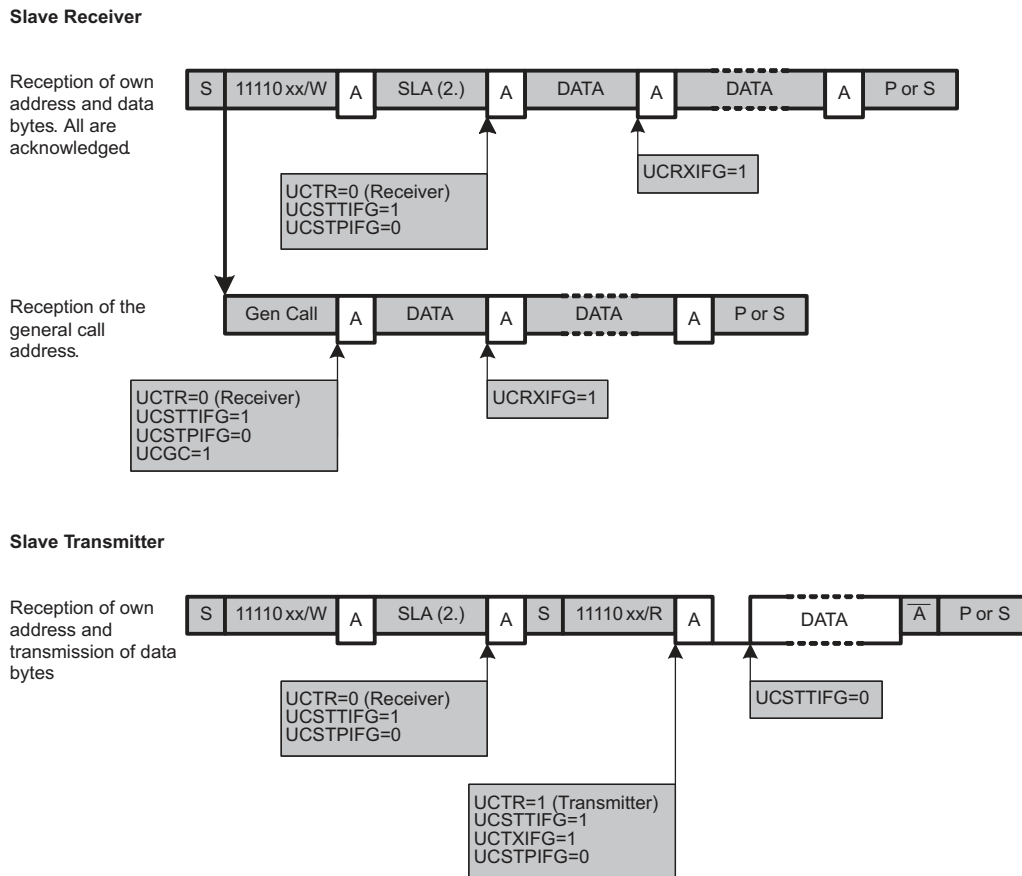 Slave Receiver
Reception of own
address and data
bytes. All are
acknowledged.
S 11110 xx/W A SLA (2.) A DATA A DATA A P or S
UCTR=0 (Receiver)
UCSTTIFG=1
UCSTPIFG=0
UCRXIFG=1
Reception of the
general call
address.
Gen Call A DATA A DATA A P or S
UCTR=0 (Receiver)
UCSTTIFG=1
UCSTPIFG=0
UCGC=1
UCRXIFG=1
Slave Transmitter
Reception of own
address and
transmission of data
bytes
S 11110 xx/W A SLA (2.) A S 11110 xx/R A DATA A̅ P or S
UCTR=0 (Receiver)
UCSTTIFG=1
UCSTPIFG=0
UCSTTIFG=0
UCTR=1 (Transmitter)
UCSTTIFG=1
UCTXIFG=1
UCSTPIFG=0